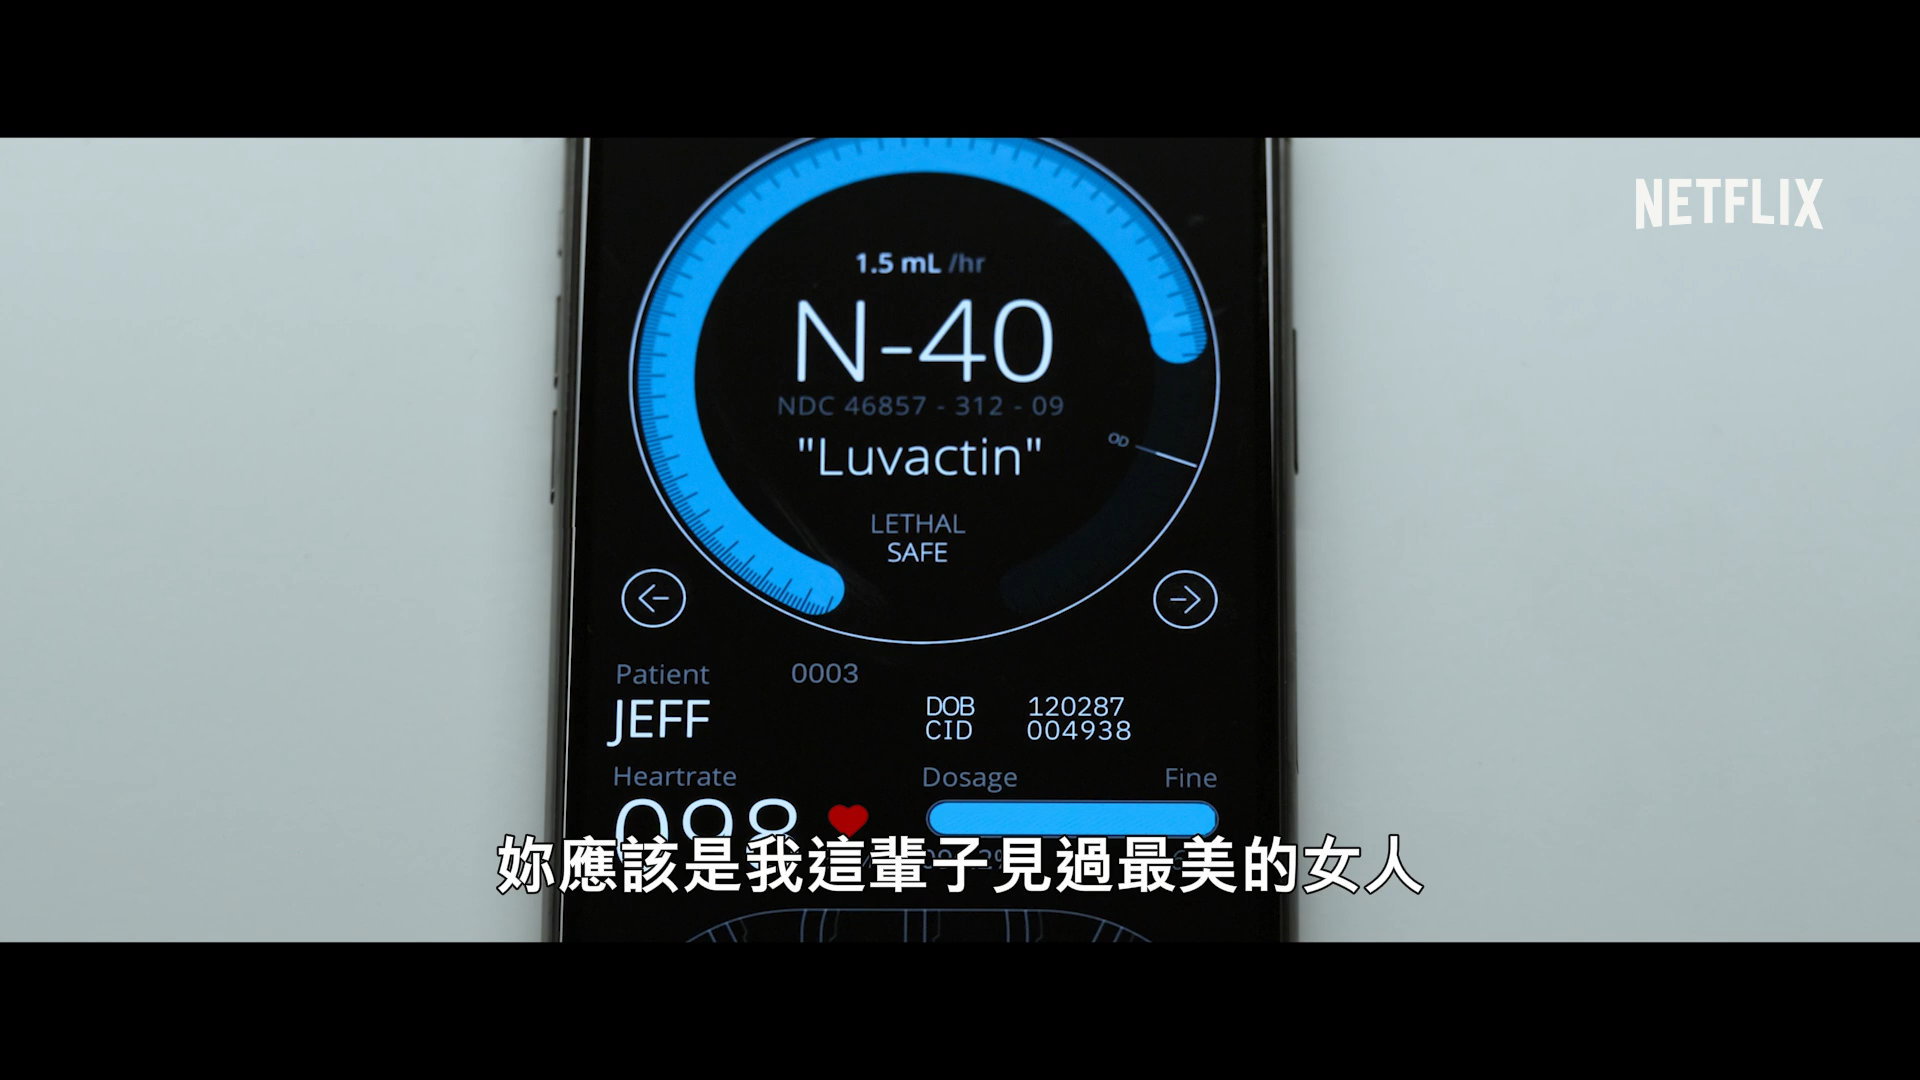 NETFLIX
1.5 mL /hr
N-40
NDC 46857 - 312 - 09
"Luvactin"
OD
LETHAL
SAFE
Patient 0003
JEFF
DOB 120287
CID 004938
Heartrate
098
Dosage Fine
妳應該是我這輩子見過最美的女人